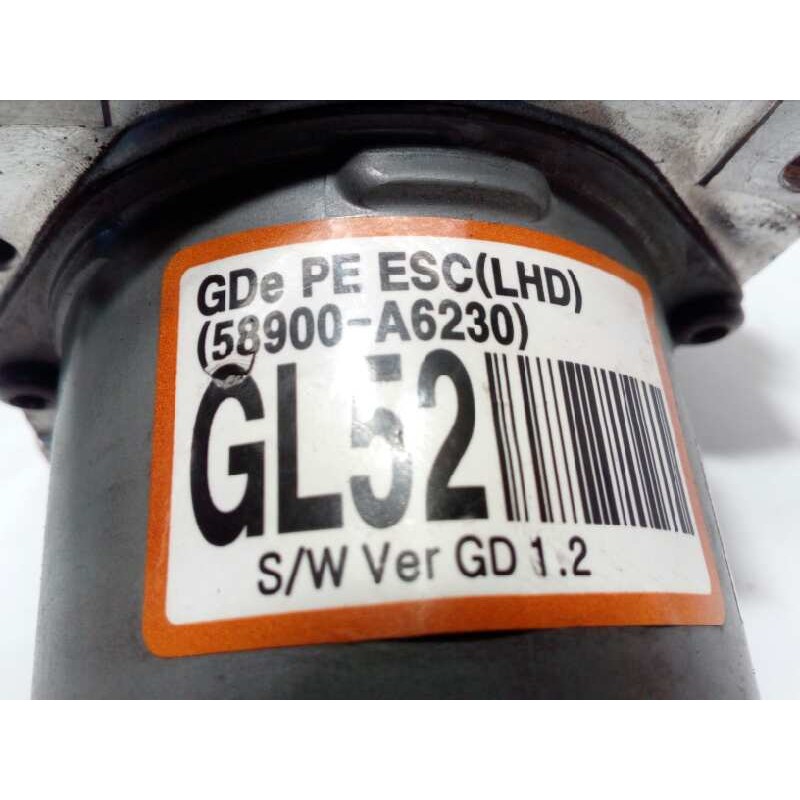 GDe PE ESC(LHD)
(58900-A6230)
GL52
S/W Ver GD 1.2